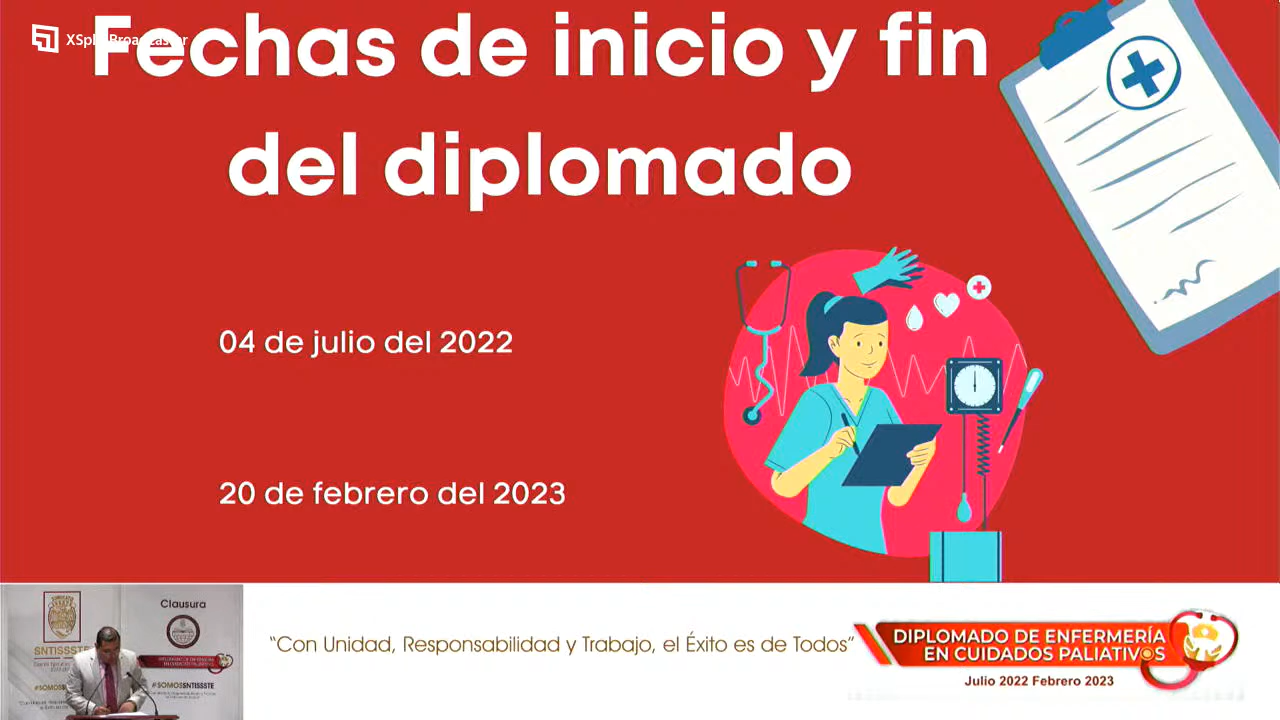 Fechas de inicio y fin
del diplomado
04 de julio del 2022
20 de febrero del 2023
Clausura
SNTISSSTE
#SOMOSSNTISSSTE
“Con Unidad, Responsabilidad y Trabajo, el Éxito es de Todos”
DIPLOMADO DE ENFERMERÍA
EN CUIDADOS PALIATIVOS
Julio 2022 Febrero 2023